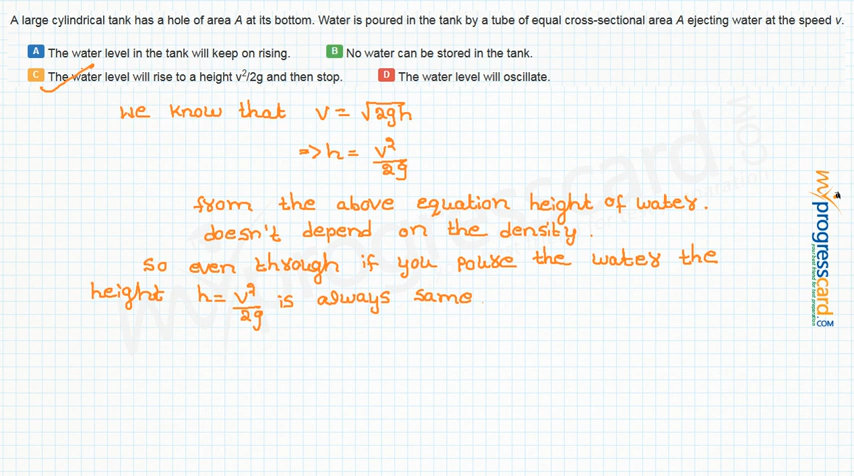 A large cylindrical tank has a hole of area A at its bottom. Water is poured in the tank by a tube of equal cross-sectional area A ejecting water at the speed v.
A The water level in the tank will keep on rising. B No water can be stored in the tank.
C The water level will rise to a height v²/2g and then stop. D The water level will oscillate.
We know that v = √2gh
=> h = v²/2g
from the above equation height of water.
doesn't depend on the density.
so even through if you poure the water the
height h = v²/2g is always same.
myprogresscard.COM